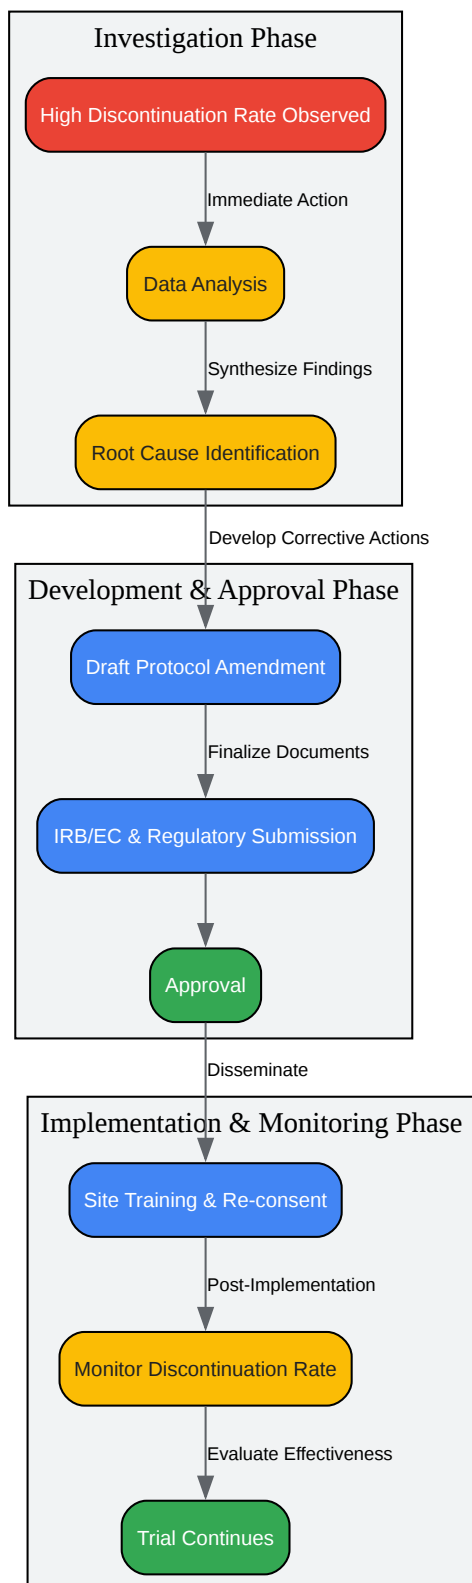 Investigation Phase
High Discontinuation Rate Observed
Immediate Action
Data Analysis
Synthesize Findings
Root Cause Identification
Develop Corrective Actions
Development & Approval Phase
Draft Protocol Amendment
Finalize Documents
IRB/EC & Regulatory Submission
Approval
Disseminate
Implementation & Monitoring Phase
Site Training & Re-consent
Post-Implementation
Monitor Discontinuation Rate
Evaluate Effectiveness
Trial Continues